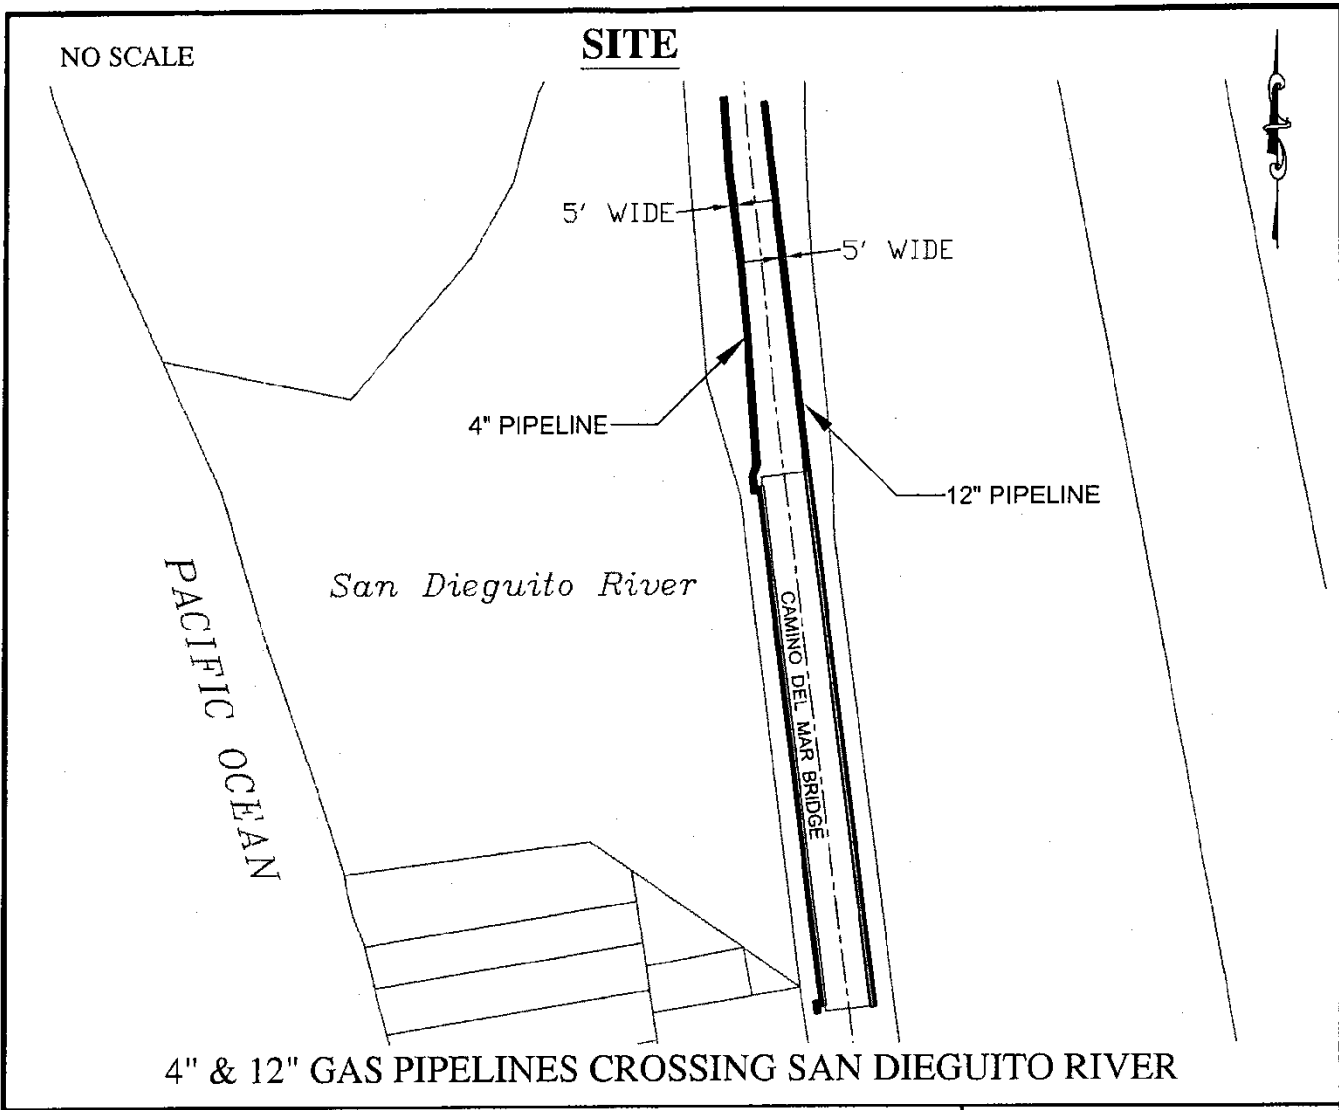 NO SCALE
SITE
5' WIDE
5' WIDE
4" PIPELINE
12" PIPELINE
San Dieguito River
PACIFIC OCEAN
CAMINO DEL MAR BRIDGE
4" & 12" GAS PIPELINES CROSSING SAN DIEGUITO RIVER